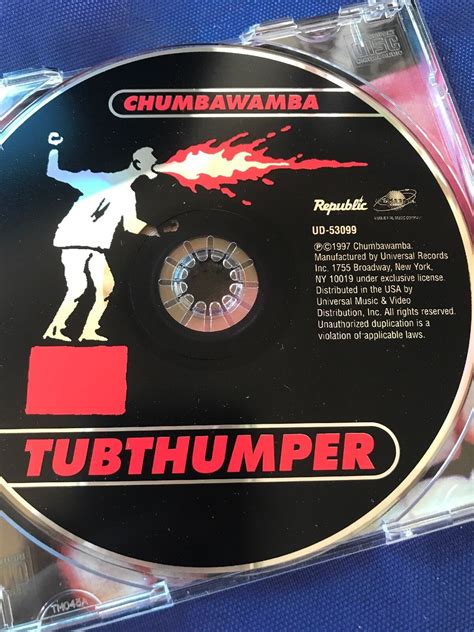 CHUMBAWAMBA
Republic
UD-53099
℗©1997 Chumbawamba.
Manufactured by Universal Records
Inc. 1755 Broadway, New York,
NY 10019 under exclusive license.
Distributed in the USA by
Universal Music & Video
Distribution, Inc. All rights reserved.
Unauthorized duplication is a
violation of applicable laws.
TUBTHUMPER